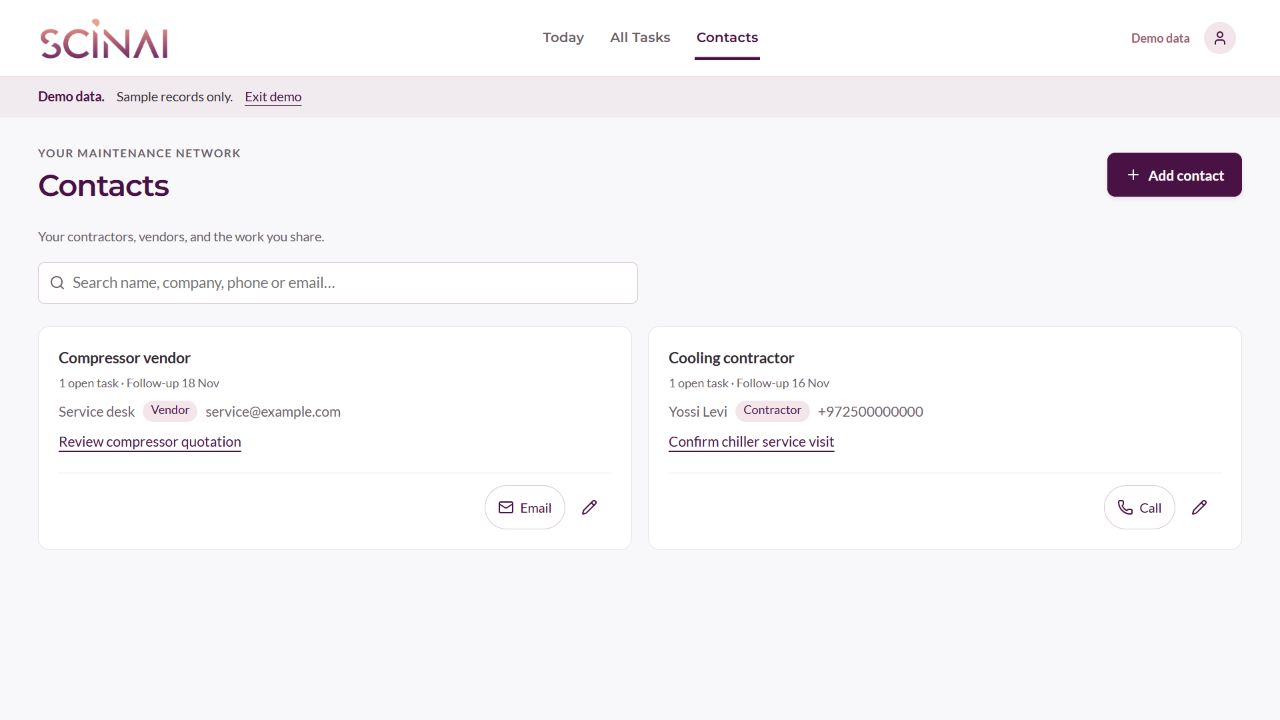 SCINAI
Today All Tasks Contacts
Demo data
Demo data. Sample records only. Exit demo
YOUR MAINTENANCE NETWORK
Contacts
+ Add contact
Your contractors, vendors, and the work you share.
Search name, company, phone or email…
Compressor vendor
1 open task · Follow-up 18 Nov
Service desk Vendor service@example.com
Review compressor quotation
Email
Cooling contractor
1 open task · Follow-up 16 Nov
Yossi Levi Contractor +972500000000
Confirm chiller service visit
Call